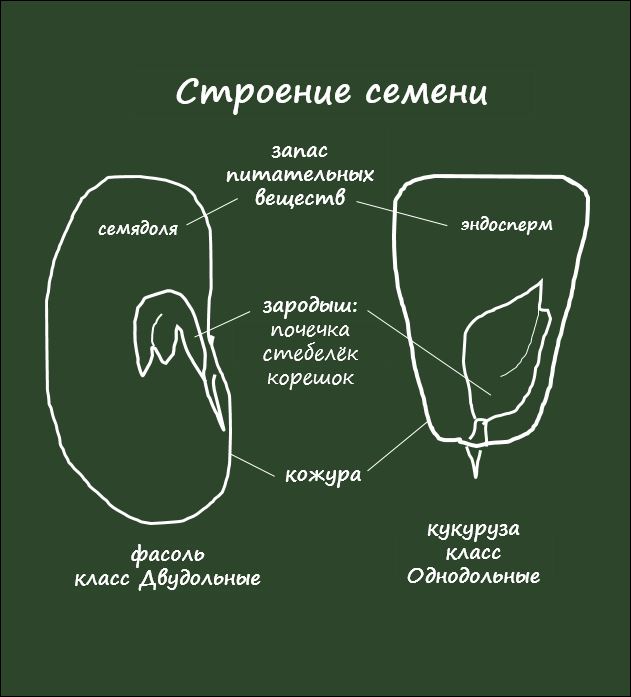 Строение семени
запас
питательных
веществ
семядоля
эндосперм
зародыш:
почечка
стебелёк
корешок
кожура
фасоль
класс Двудольные
кукуруза
класс
Однодольные